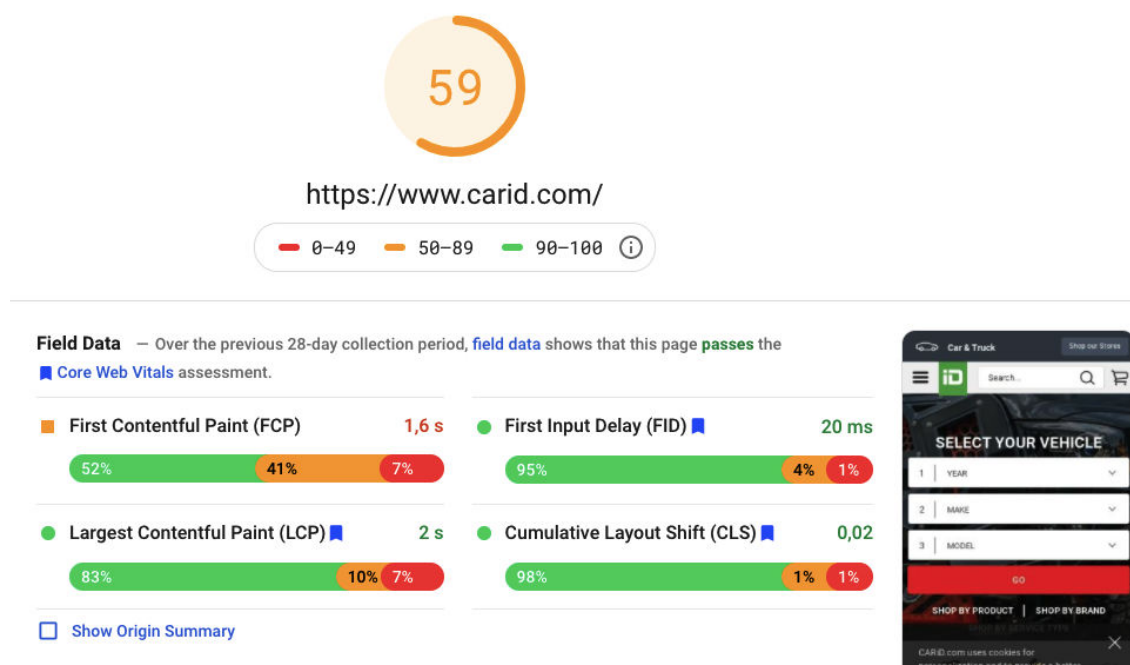 59
https://www.carid.com/
0–49 50–89 90–100
Field Data — Over the previous 28-day collection period, field data shows that this page passes the
Core Web Vitals assessment.
First Contentful Paint (FCP) 1,6 s
52% 41% 7%
First Input Delay (FID) 20 ms
95% 4% 1%
Largest Contentful Paint (LCP) 2 s
83% 10% 7%
Cumulative Layout Shift (CLS) 0,02
98% 1% 1%
Show Origin Summary
Car & Truck Shop our Stores
iD Search...
SELECT YOUR VEHICLE
1 YEAR
2 MAKE
3 MODEL
GO
SHOP BY PRODUCT | SHOP BY BRAND
SHOP BY SERVICE TYPE
CARiD.com uses cookies for